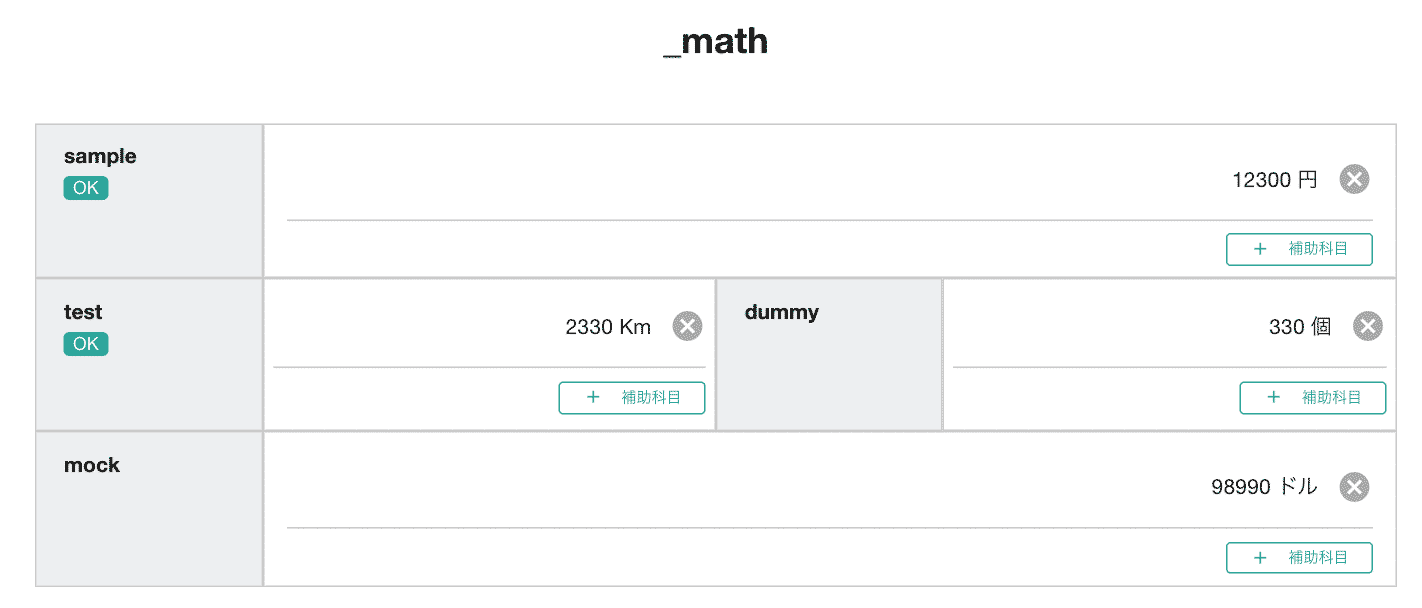 _math
sample
OK
12300 円
+ 補助科目
test
OK
2330 Km
+ 補助科目
dummy
330 個
+ 補助科目
mock
98990 ドル
+ 補助科目